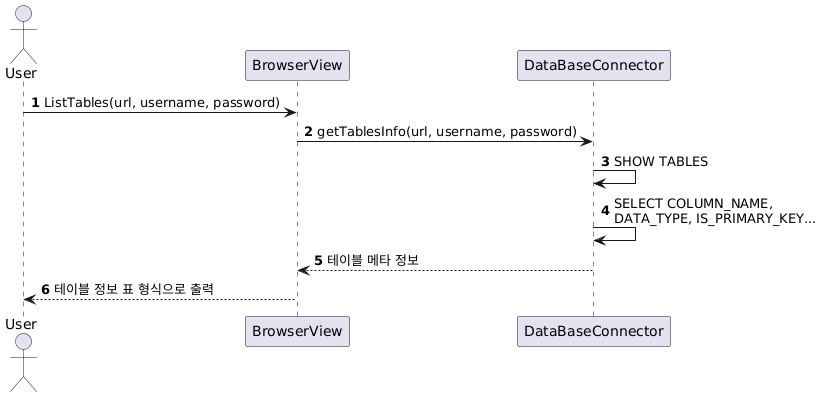 User
BrowserView
DataBaseConnector
1 ListTables(url, username, password)
2 getTablesInfo(url, username, password)
3 SHOW TABLES
4 SELECT COLUMN_NAME,
DATA_TYPE, IS_PRIMARY_KEY...
5 테이블 메타 정보
6 테이블 정보 표 형식으로 출력
User
BrowserView
DataBaseConnector